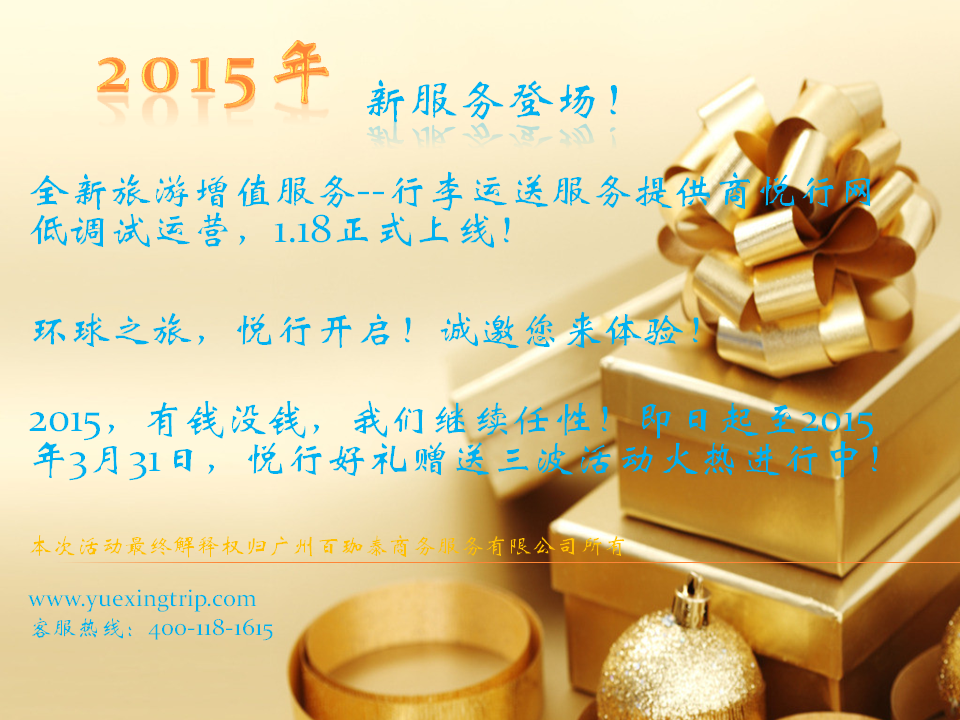 2015年
新服务登场！
全新旅游增值服务--行李运送服务提供商悦行网
低调试运营，1.18正式上线！
环球之旅，悦行开启！诚邀您来体验！
2015，有钱没钱，我们继续任性！即日起至2015
年3月31日，悦行好礼赠送三波活动火热进行中！
本次活动最终解释权归广州百珈泰商务服务有限公司所有
www.yuexingtrip.com
客服热线：400-118-1615